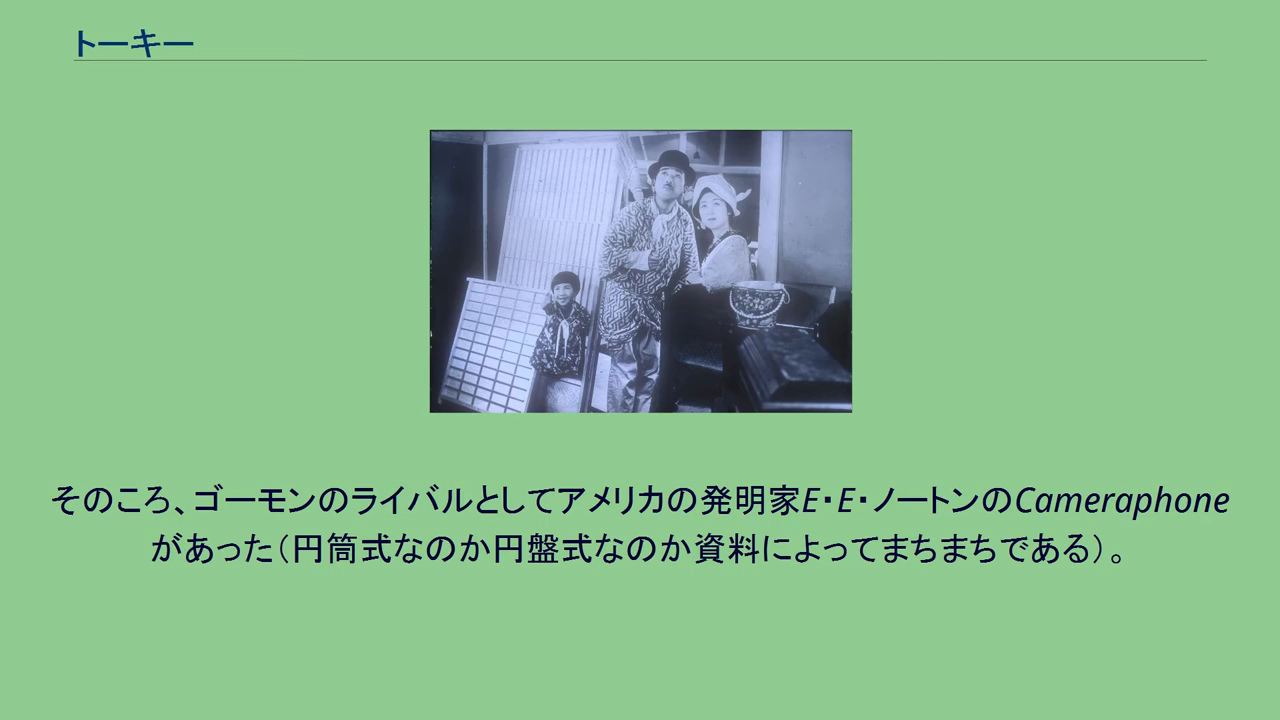 トーキー
そのころ、ゴーモンのライバルとしてアメリカの発明家E・E・ノートンのCameraphone
があった（円筒式なのか円盤式なのか資料によってまちまちである）。